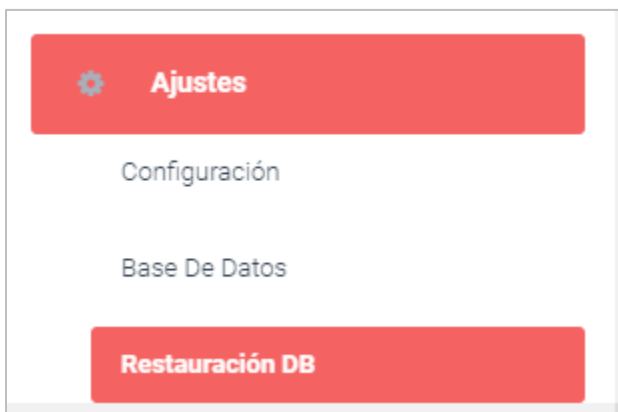 Ajustes
Configuración
Base De Datos
Restauración DB